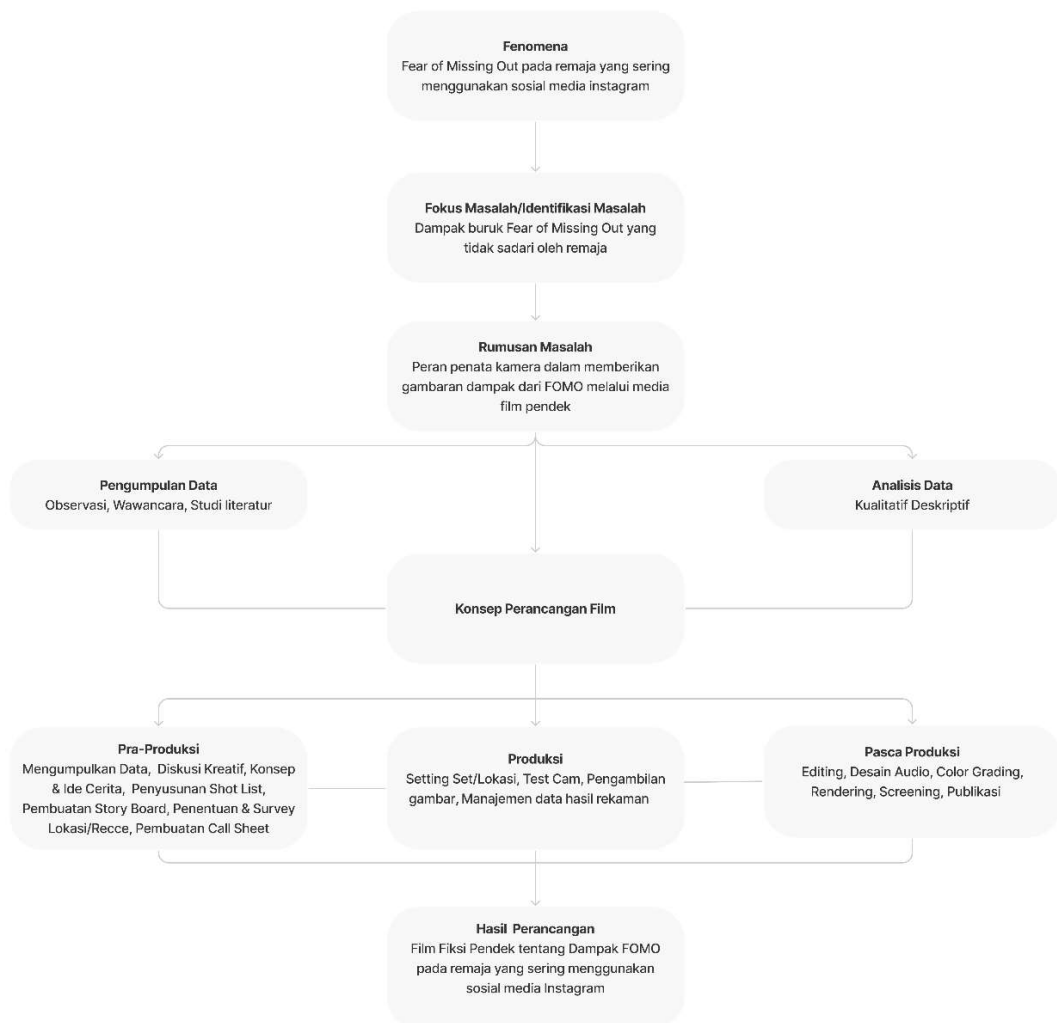 Fenomena
Fear of Missing Out pada remaja yang sering
menggunakan sosial media instagram
Fokus Masalah/Identifikasi Masalah
Dampak buruk Fear of Missing Out yang
tidak sadari oleh remaja
Rumusan Masalah
Peran penata kamera dalam memberikan
gambaran dampak dari FOMO melalui media
film pendek
Pengumpulan Data
Observasi, Wawancara, Studi literatur
Analisis Data
Kualitatif Deskriptif
Konsep Perancangan Film
Pra-Produksi
Mengumpulkan Data, Diskusi Kreatif, Konsep
& Ide Cerita, Penyusunan Shot List,
Pembuatan Story Board, Penentuan & Survey
Lokasi/Recce, Pembuatan Call Sheet
Produksi
Setting Set/Lokasi, Test Cam, Pengambilan
gambar, Manajemen data hasil rekaman
Pasca Produksi
Editing, Desain Audio, Color Grading,
Rendering, Screening, Publikasi
Hasil Perancangan
Film Fiksi Pendek tentang Dampak FOMO
pada remaja yang sering menggunakan
sosial media Instagram